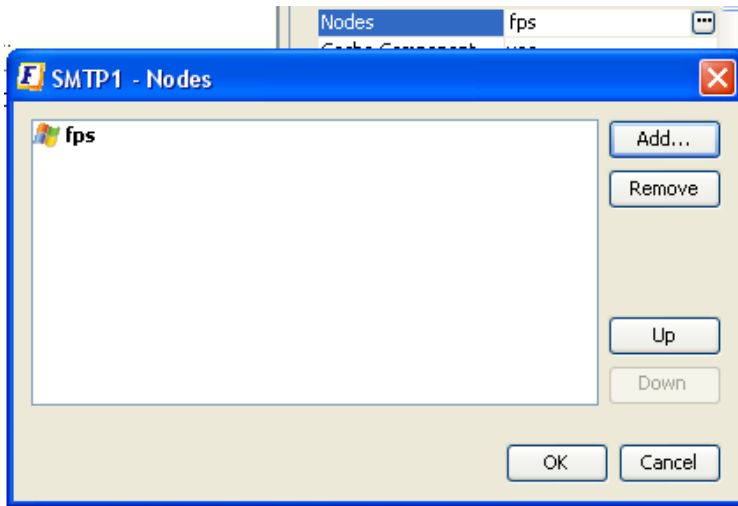 Nodes fps
SMTP1 - Nodes
fps
Add...
Remove
Up
Down
OK Cancel